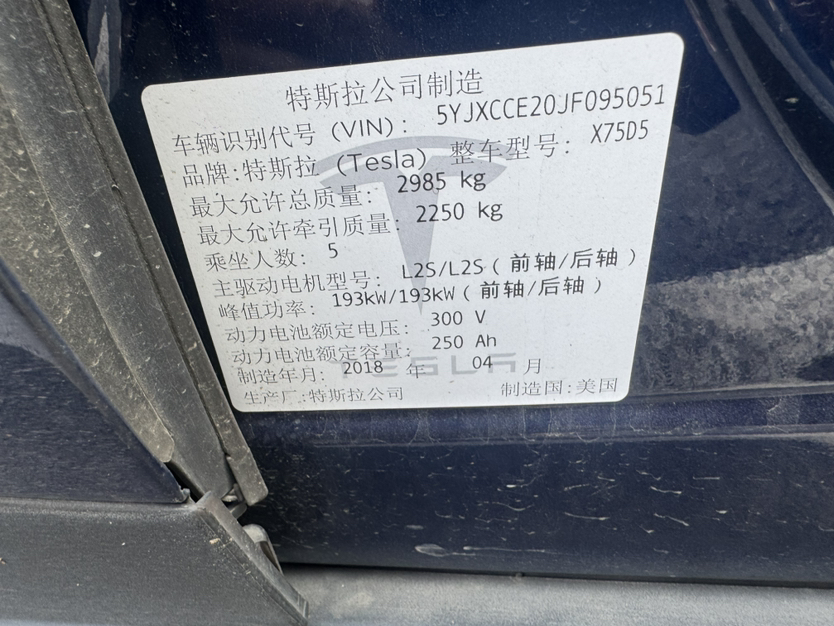 特斯拉公司制造
车辆识别代号 (VIN): 5YJXCCE20JF095051
品牌:特斯拉 (Tesla) 整车型号: X75D5
最大允许总质量: 2985 kg
最大允许牵引质量: 2250 kg
乘坐人数: 5
主驱动电机型号: L2S/L2S ( 前轴/后轴 )
峰值功率: 193kW/193kW ( 前轴/后轴 )
动力电池额定电压: 300 V
动力电池额定容量: 250 Ah
制造年月: 2018 年 04 月
生产厂:特斯拉公司 制造国:美国
TESLA